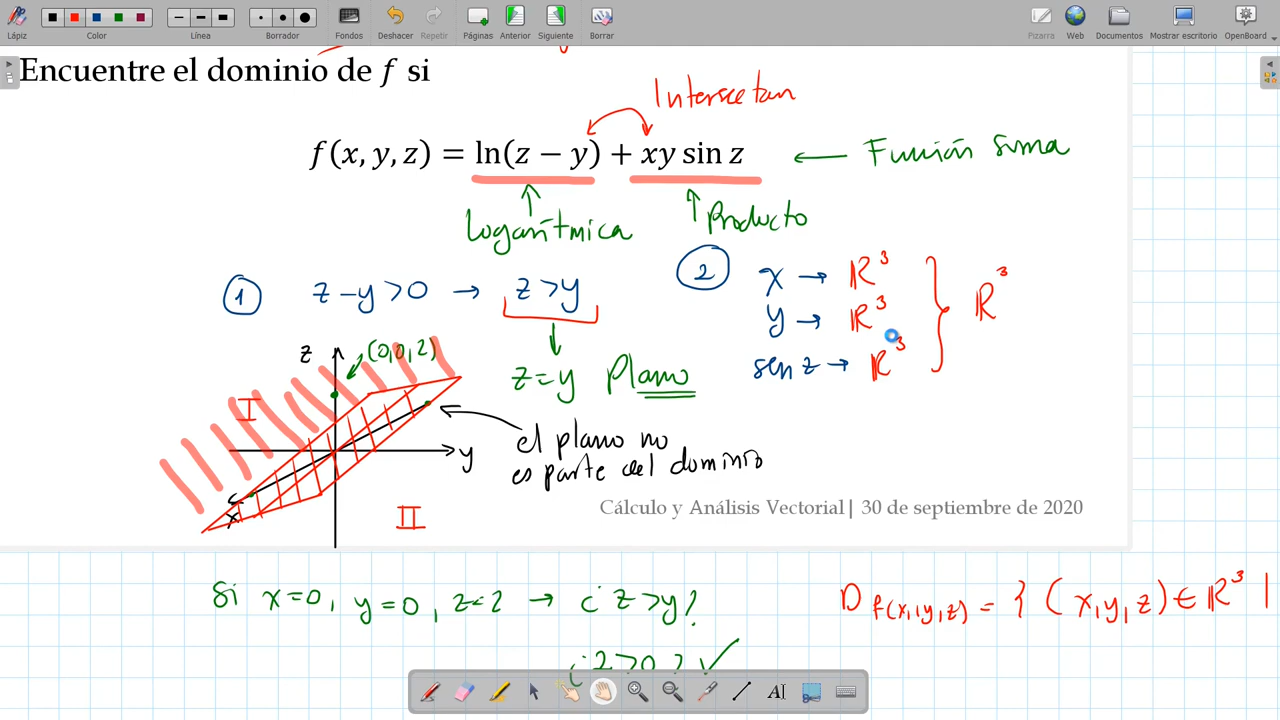 Lápiz Color Línea Borrador Fondos Deshacer Repetir Páginas Anterior Siguiente Borrar Pizarra Web Documentos Mostrar escritorio OpenBoard
Encuentre el dominio de f si
Intersectan
f(x, y, z) = ln(z − y) + xy sin z ← Función suma
Logarítmica
Producto
1 z − y > 0 → z > y
2 x → ℝ³
y → ℝ³
sen z → ℝ³
ℝ³
z
(0,0,2)
z = y Plano
I
y
el plano no
es parte del dominio
x
II
Cálculo y Análisis Vectorial| 30 de septiembre de 2020
Si x=0, y=0, z=2 → ¿ z > y?
D f(x,y,z) = { (x,y,z) ∈ ℝ³ |
¿ 2 > 0 ? ✓
AI